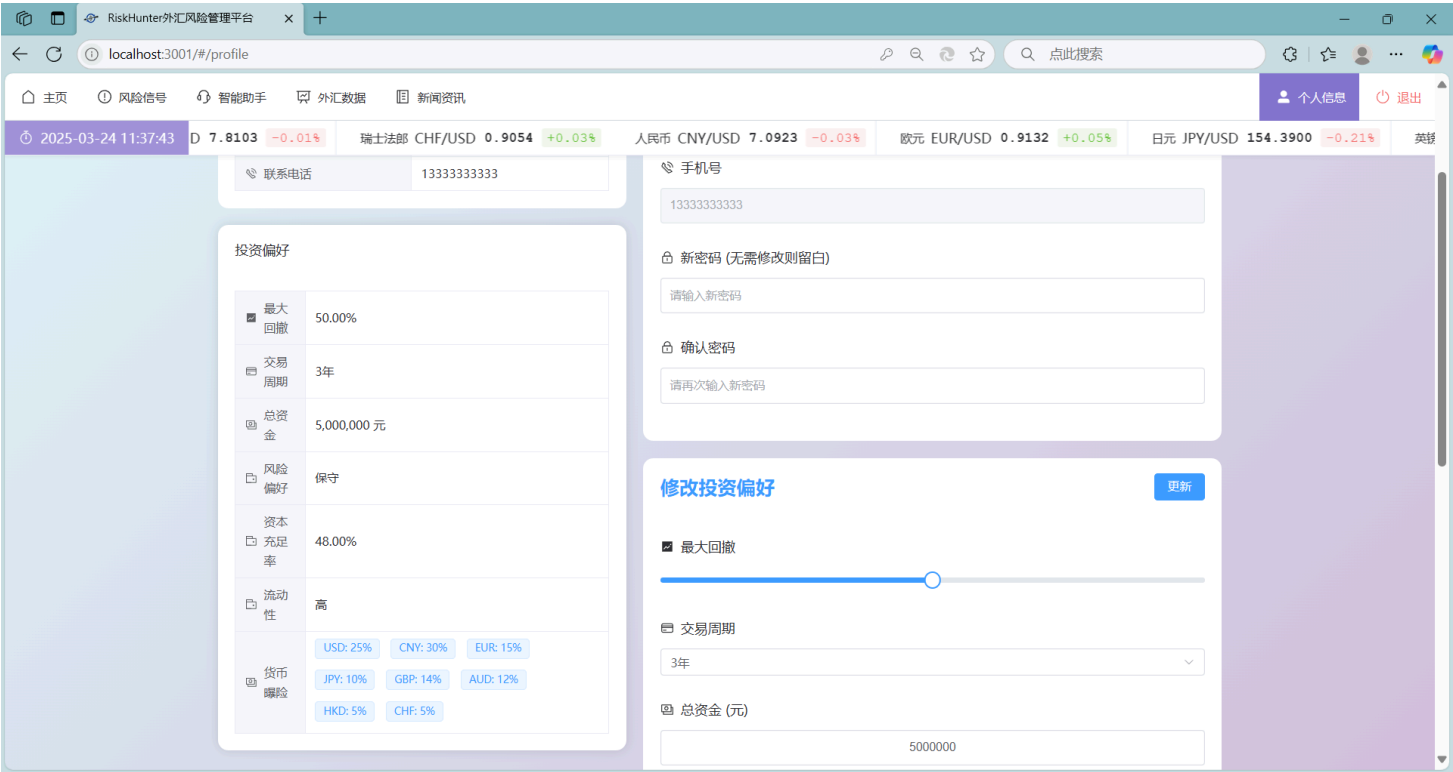 RiskHunter外汇风险管理平台
localhost:3001/#/profile
点此搜索
主页 风险信号 智能助手 外汇数据 新闻资讯 个人信息 退出
2025-03-24 11:37:43 D 7.8103 -0.01% 瑞士法郎 CHF/USD 0.9054 +0.03% 人民币 CNY/USD 7.0923 -0.03% 欧元 EUR/USD 0.9132 +0.05% 日元 JPY/USD 154.3900 -0.21% 英镑
联系电话 13333333333
投资偏好
最大
回撤
50.00%
交易
周期
3年
总资
金
5,000,000 元
风险
偏好
保守
资本
充足
率
48.00%
流动
性
高
货币
曝险
USD: 25% CNY: 30% EUR: 15%
JPY: 10% GBP: 14% AUD: 12%
HKD: 5% CHF: 5%
手机号
13333333333
新密码 (无需修改则留白)
请输入新密码
确认密码
请再次输入新密码
修改投资偏好 更新
最大回撤
交易周期
3年
总资金 (元)
5000000